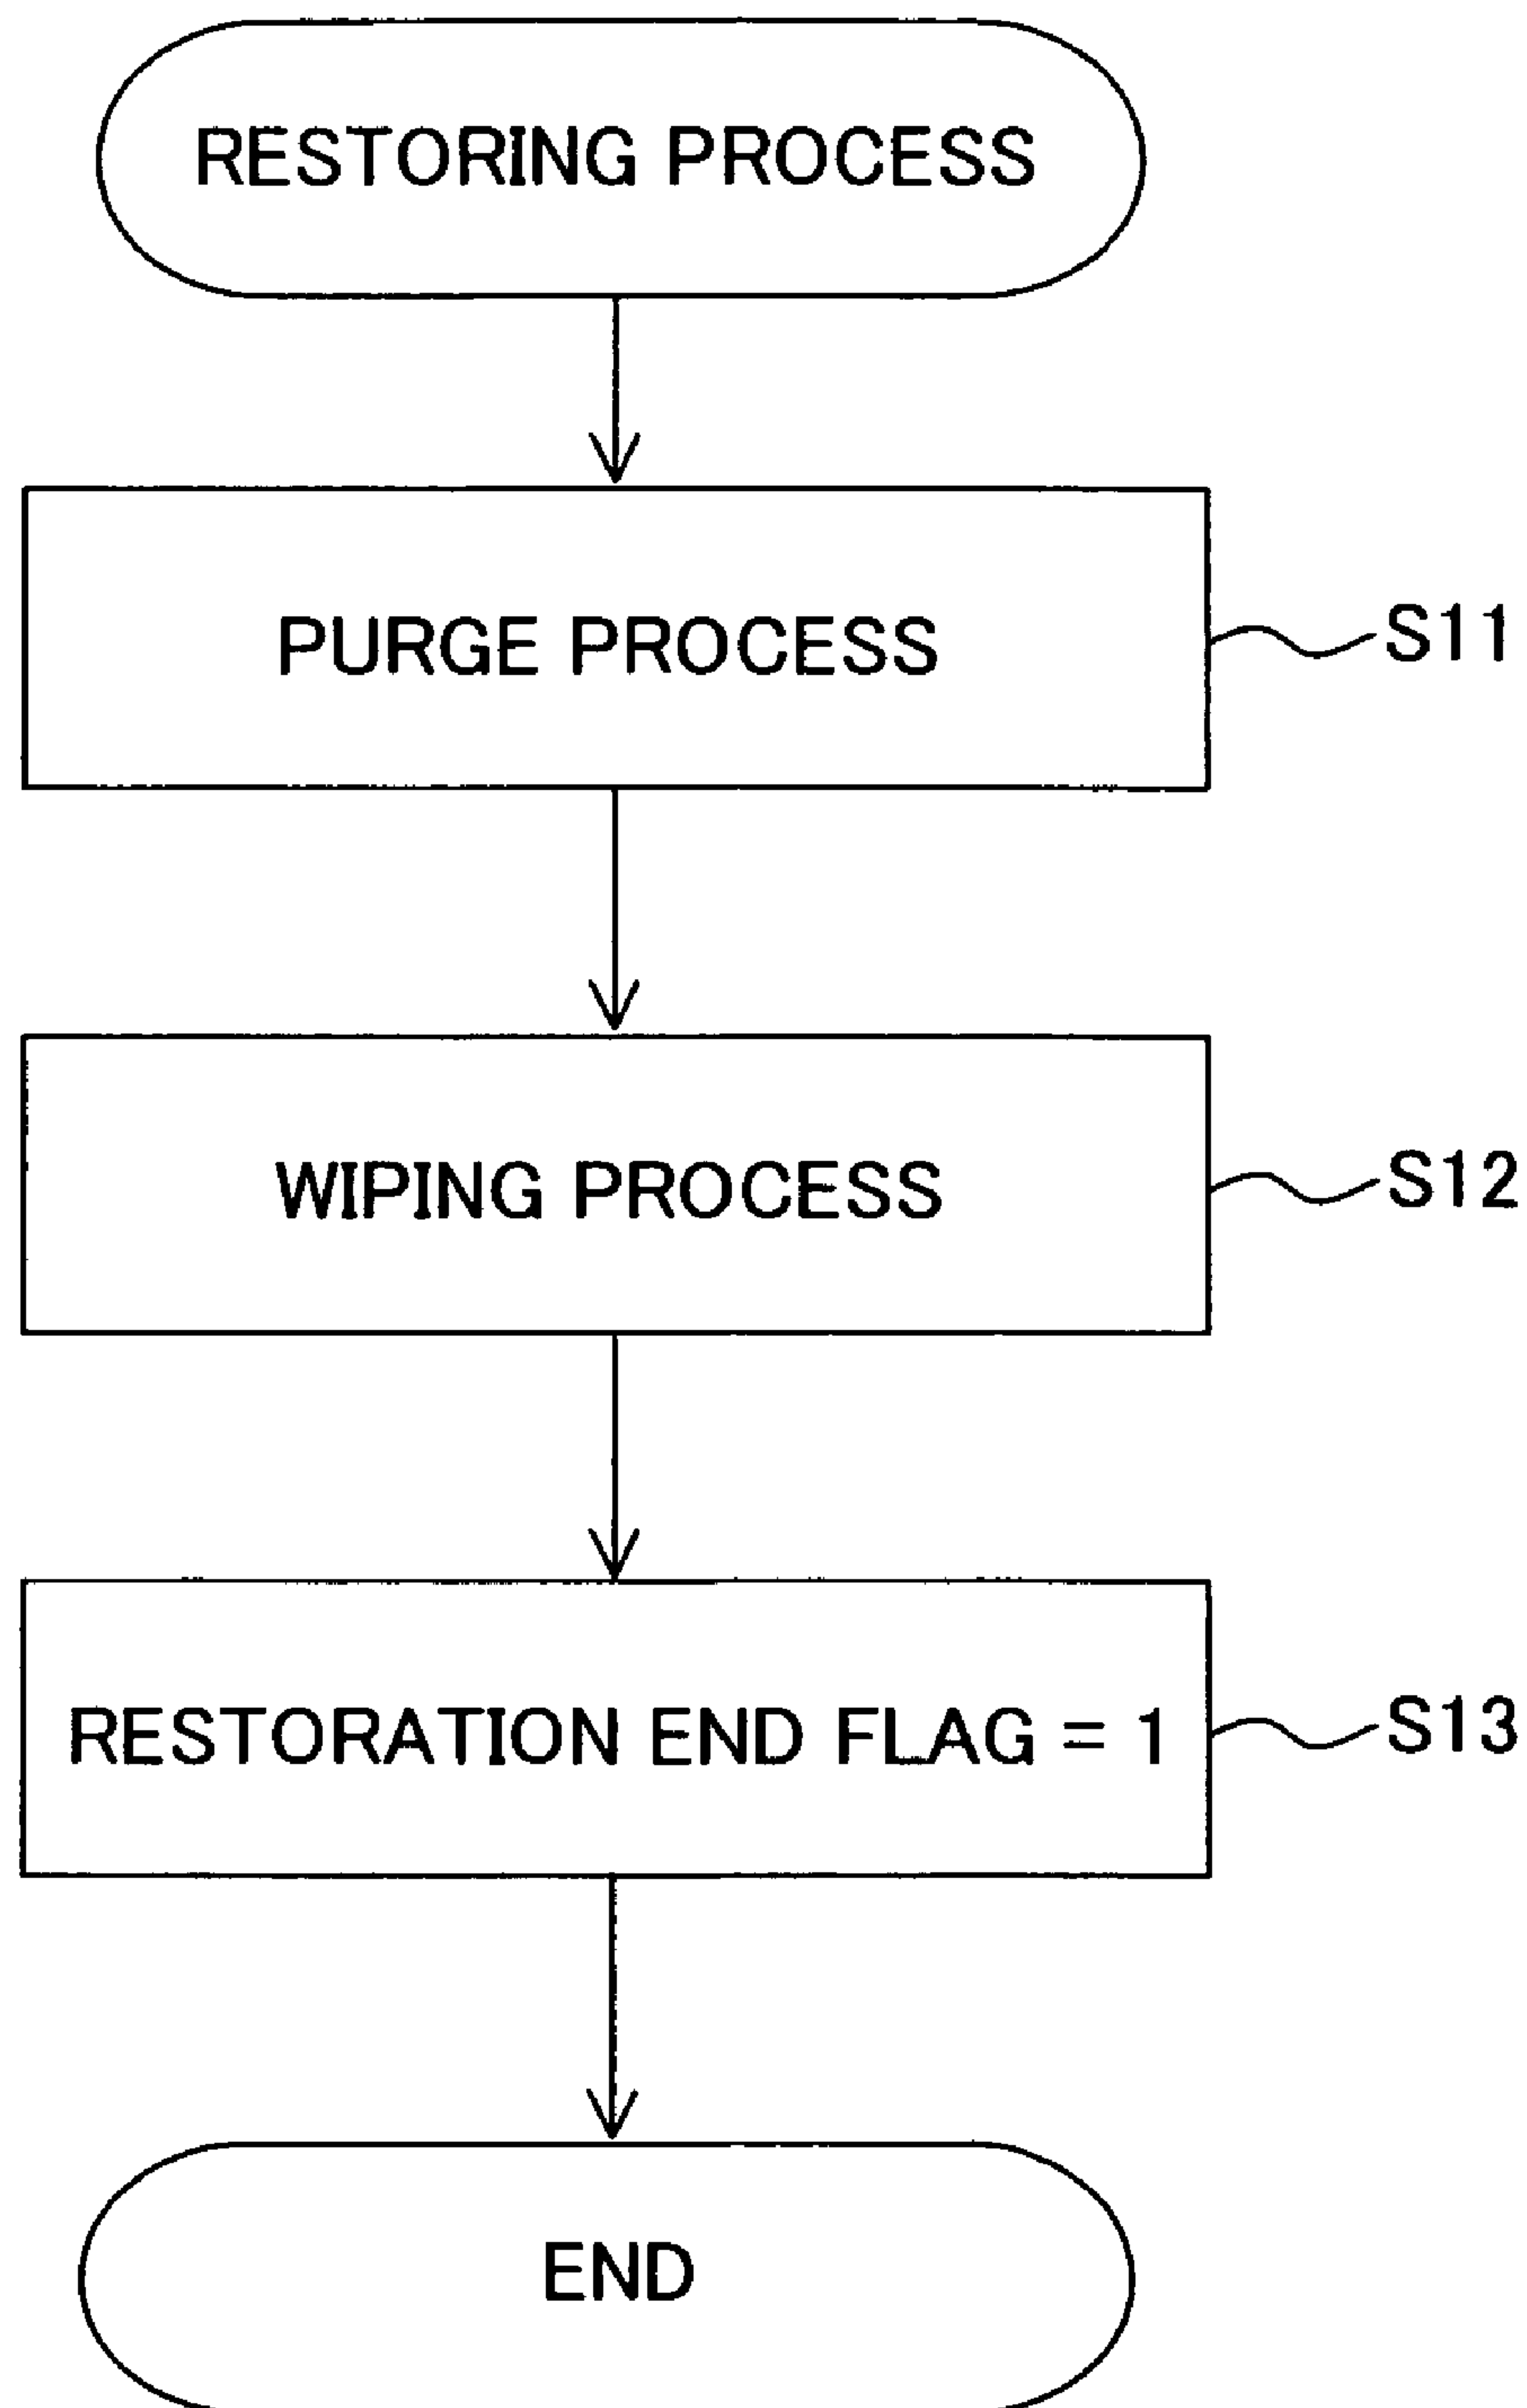 RESTORING PROCESS
PURGE PROCESS
S11
WIPING PROCESS
S12
RESTORATION END FLAG = 1
S13
END